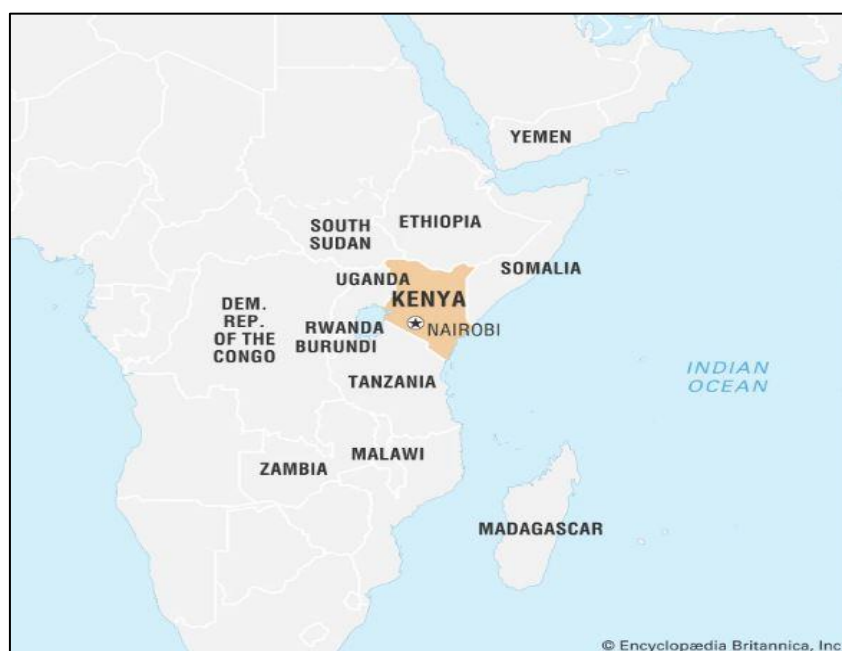 YEMEN
SOUTH
SUDAN
ETHIOPIA
SOMALIA
UGANDA
KENYA
DEM.
REP.
OF THE
CONGO
RWANDA
BURUNDI
NAIROBI
INDIAN
OCEAN
TANZANIA
MALAWI
ZAMBIA
MADAGASCAR
© Encyclopædia Britannica, Inc